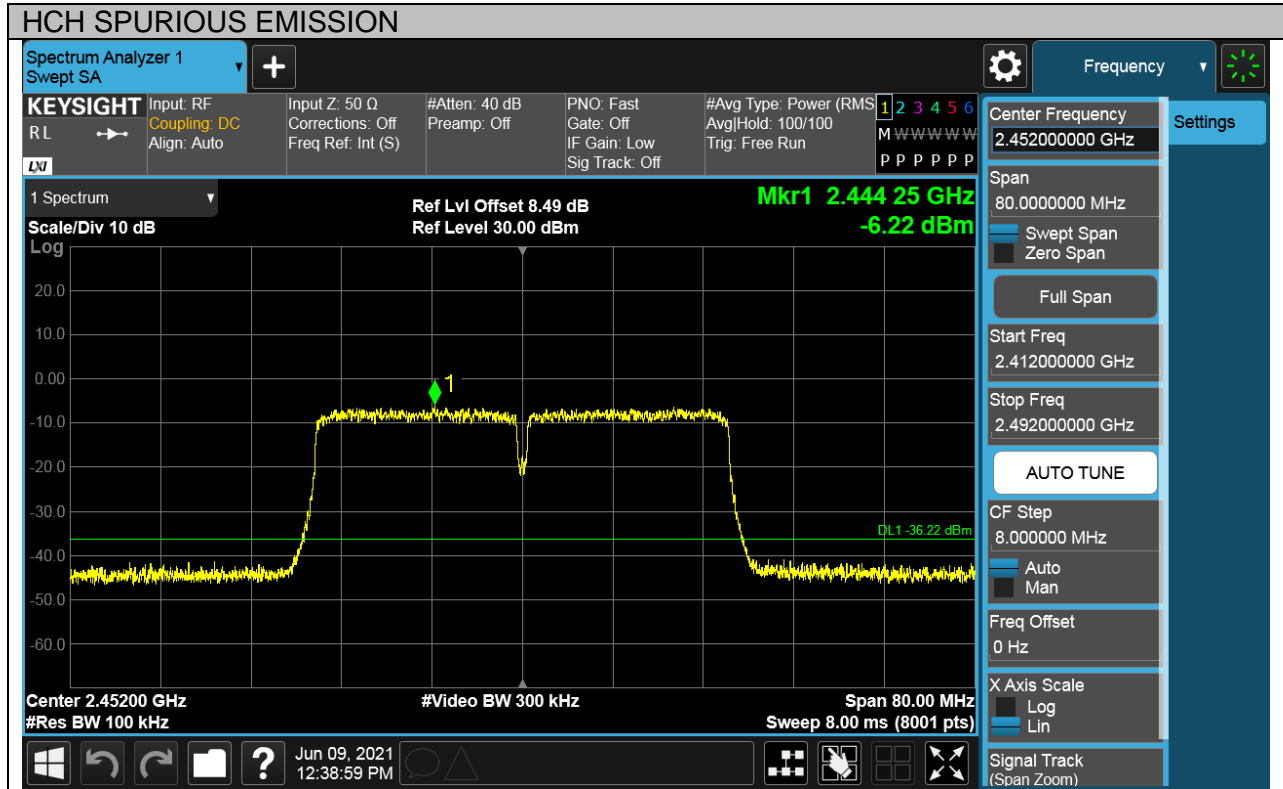 HCH SPURIOUS EMISSION
Spectrum Analyzer 1
Swept SA
Frequency
KEYSIGHT
R L
LXI
Input: RF
Coupling: DC
Align: Auto
Input Z: 50 Ω
Corrections: Off
Freq Ref: Int (S)
#Atten: 40 dB
Preamp: Off
PNO: Fast
Gate: Off
IF Gain: Low
Sig Track: Off
#Avg Type: Power (RMS
Avg|Hold: 100/100
Trig: Free Run
1 2 3 4 5 6
M W W W W W
P P P P P P
1 Spectrum
Scale/Div 10 dB
Ref Lvl Offset 8.49 dB
Ref Level 30.00 dBm
Mkr1 2.444 25 GHz
-6.22 dBm
Log
20.0
10.0
0.00
-10.0
-20.0
-30.0
-40.0
-50.0
-60.0
1
DL1 -36.22 dBm
Center 2.45200 GHz
#Res BW 100 kHz
#Video BW 300 kHz
Span 80.00 MHz
Sweep 8.00 ms (8001 pts)
Center Frequency
2.452000000 GHz
Settings
Span
80.0000000 MHz
Swept Span
Zero Span
Full Span
Start Freq
2.412000000 GHz
Stop Freq
2.492000000 GHz
AUTO TUNE
CF Step
8.000000 MHz
Auto
Man
Freq Offset
0 Hz
X Axis Scale
Log
Lin
Signal Track
(Span Zoom)
?
Jun 09, 2021
12:38:59 PM